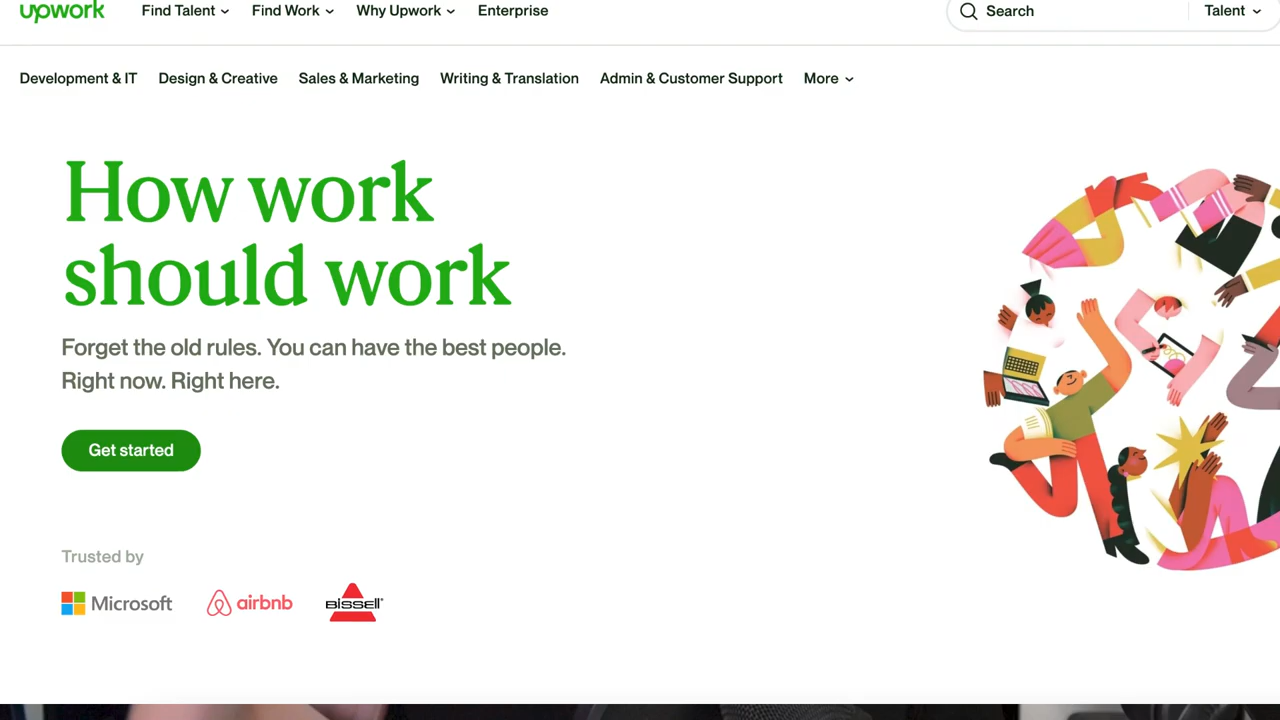 upwork Find Talent Find Work Why Upwork Enterprise Search Talent
Development & IT Design & Creative Sales & Marketing Writing & Translation Admin & Customer Support More
How work
should work
Forget the old rules. You can have the best people.
Right now. Right here.
Get started
Trusted by
Microsoft airbnb BISSELL